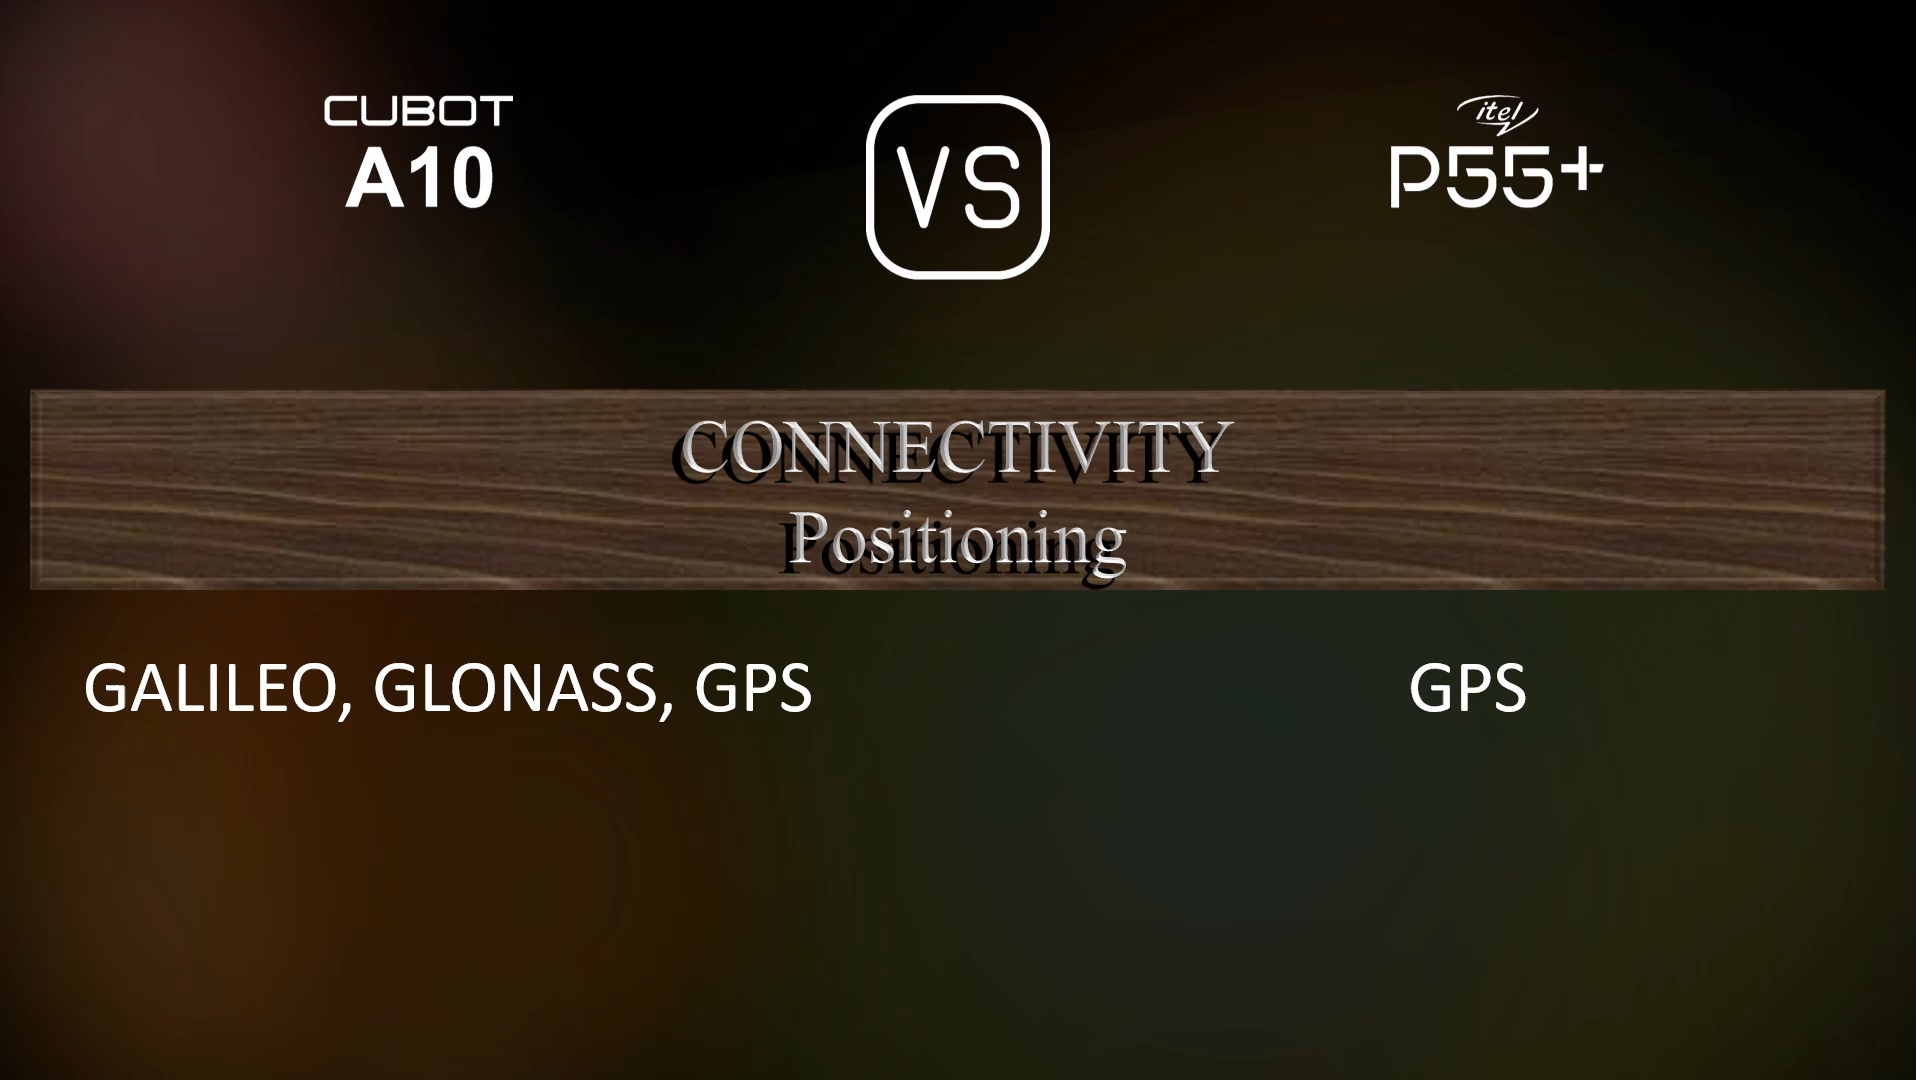 CUBOT
A10
VS
itel
P55+
CONNECTIVITY
Positioning
GALILEO, GLONASS, GPS
GPS